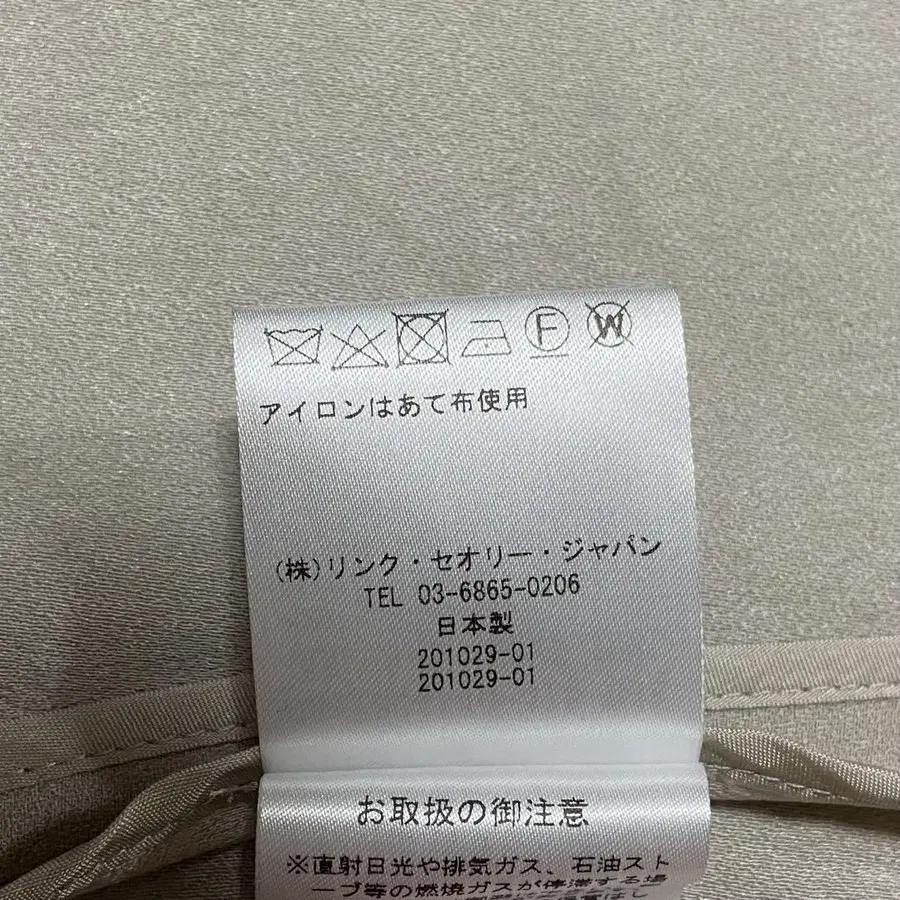 F W
アイロンはあて布使用
(株)リンク・セオリー・ジャパン
TEL 03-6865-0206
日本製
201029-01
201029-01
お取扱の御注意
※直射日光や排気ガス、石油スト
ーブ等の燃焼ガスが停滞する場